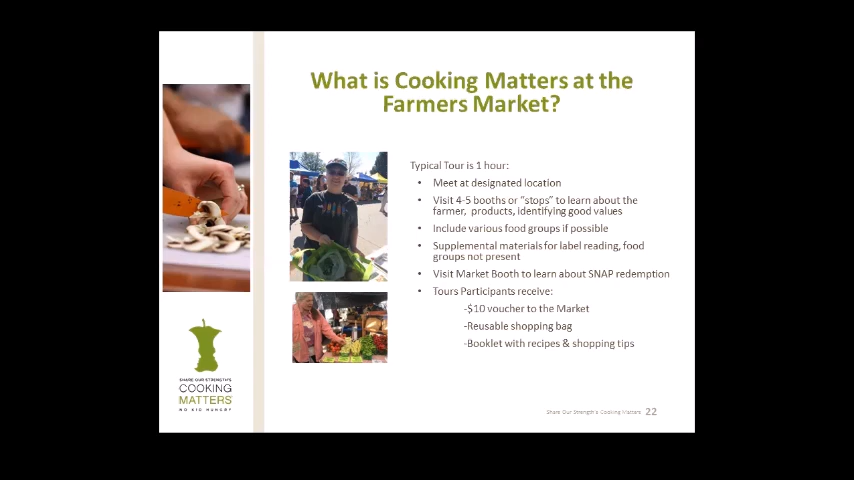 What is Cooking Matters at the
Farmers Market?
Typical Tour is 1 hour:
• Meet at designated location
• Visit 4-5 booths or “stops” to learn about the
farmer, products, identifying good values
• Include various food groups if possible
• Supplemental materials for label reading, food
groups not present
• Visit Market Booth to learn about SNAP redemption
• Tours Participants receive:
-$10 voucher to the Market
-Reusable shopping bag
-Booklet with recipes & shopping tips
SHARE OUR STRENGTH'S
COOKING
MATTERS
NO KID HUNGRY
Share Our Strength's Cooking Matters 22